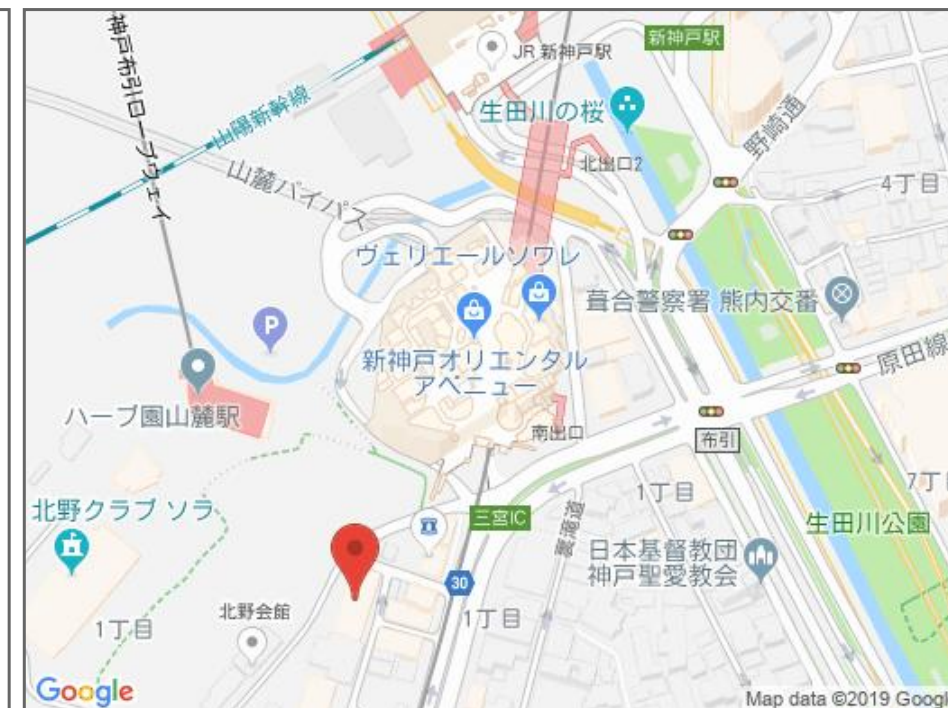 神戸布引ロープウェイ
山陽新幹線
JR 新神戸駅
新神戸駅
生田川の桜
野崎通
北出口2
山麓バイパス
4丁目
ヴェリエールソワレ
葺合警察署 熊内交番
P
新神戸オリエンタル
アベニュー
原田線
ハーブ園山麓駅
南出口
布引
7丁
北野クラブ ソラ
三宮IC
1丁目
生田川公園
裏滝道
日本基督教団
神戸聖愛教会
30
北野会館
1丁目
1丁目
Google
Map data ©2019 Googl